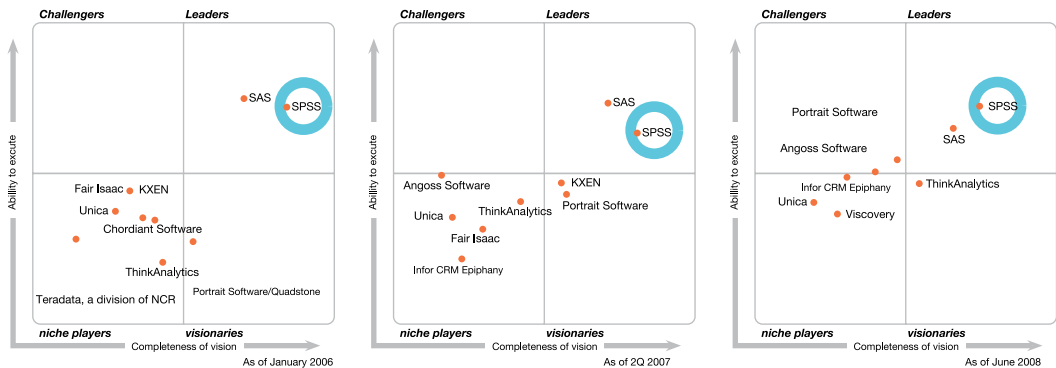 Challengers
Leaders
Abillity to excute
SAS
SPSS
Fair Isaac
KXEN
Unica
Chordiant Software
ThinkAnalytics
Teradata, a division of NCR
Portrait Software/Quadstone
niche players
visionaries
Completeness of vision
As of January 2006
Challengers
Leaders
Abillity to excute
SAS
SPSS
Angoss Software
KXEN
Portrait Software
ThinkAnalytics
Unica
Fair Isaac
Infor CRM Epiphany
niche players
visionaries
Completeness of vision
As of 2Q 2007
Challengers
Leaders
Abillity to excute
SPSS
Portrait Software
SAS
Angoss Software
Infor CRM Epiphany
ThinkAnalytics
Unica
Viscovery
niche players
visionaries
Completeness of vision
As of June 2008